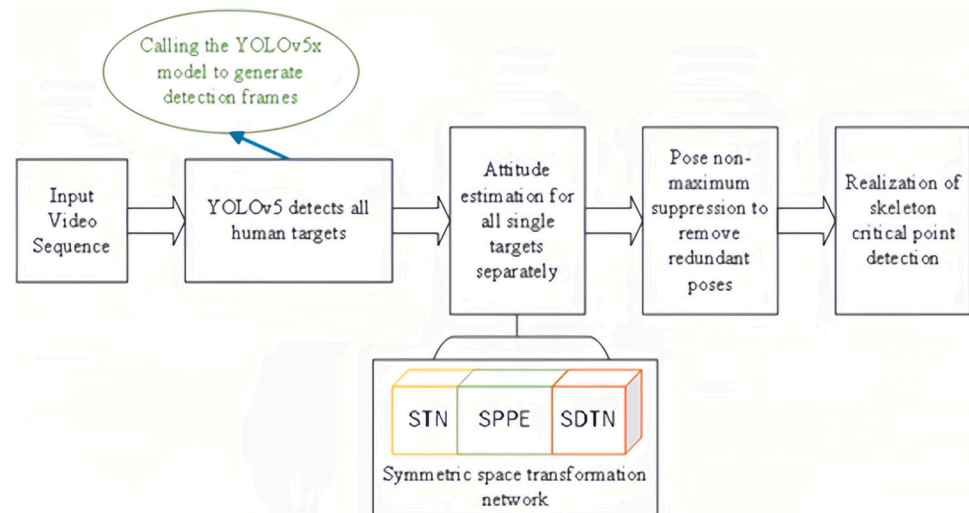 Calling the YOLOv5x
model to generate
detection frames
Input
Video
Sequence
YOLOv5 detects all
human targets
Attitude
estimation for
all single
targets
separately
Pose non-
maximum
suppression to
remove
redundant
poses
Realization of
skeleton
critical point
detection
STN
SPPE
SDTN
Symmetric space transformation
network